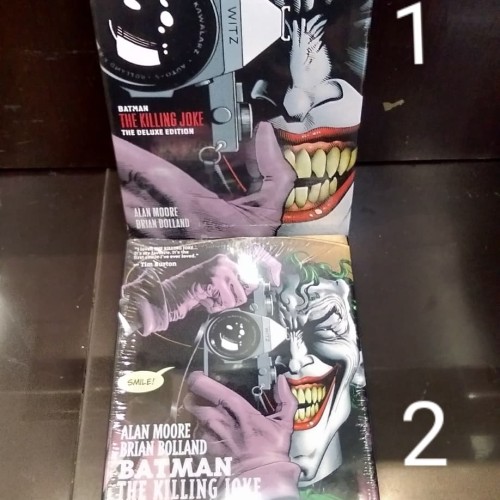 1
WITZ
BATMAN
THE KILLING JOKE
THE DELUXE EDITION
ALAN MOORE
BRIAN BOLLAND
— Tim Burton
SMILE!
ALAN MOORE
BRIAN BOLLAND
BATMAN
THE KILLING JOKE
2